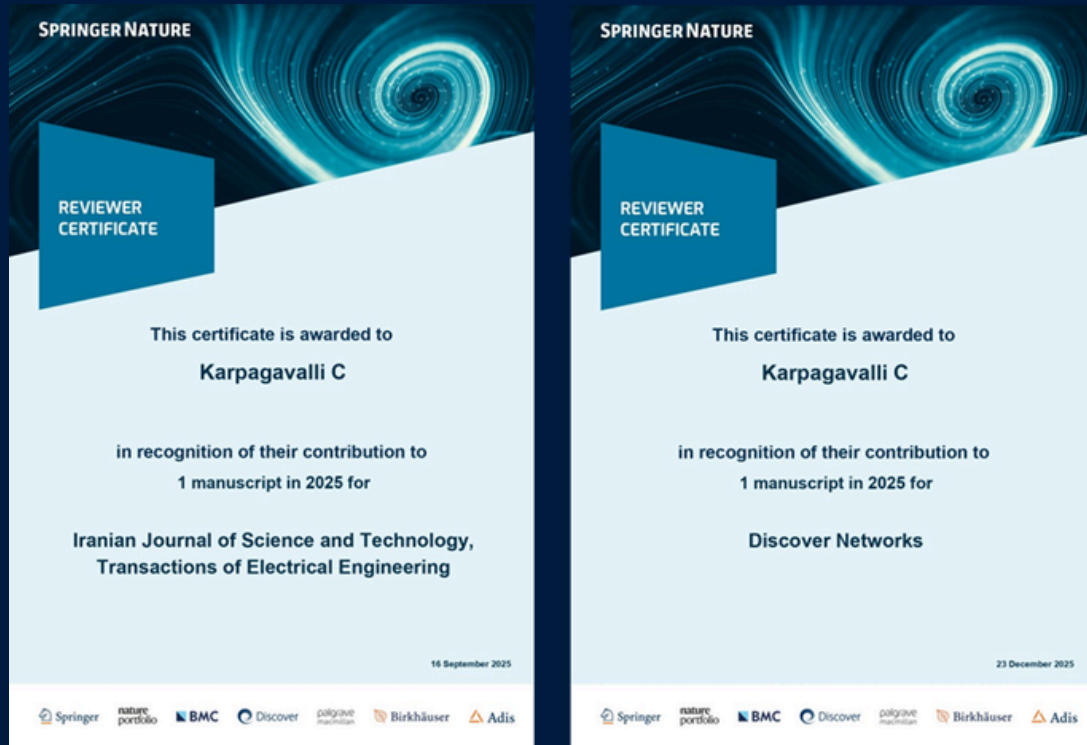 SPRINGER NATURE
REVIEWER
CERTIFICATE
This certificate is awarded to
Karpagavalli C
in recognition of their contribution to
1 manuscript in 2025 for
Iranian Journal of Science and Technology,
Transactions of Electrical Engineering
16 September 2025
Springer
nature portfolio
BMC
Discover
palgrave macmillan
Birkhäuser
Adis
SPRINGER NATURE
REVIEWER
CERTIFICATE
This certificate is awarded to
Karpagavalli C
in recognition of their contribution to
1 manuscript in 2025 for
Discover Networks
23 December 2025
Springer
nature portfolio
BMC
Discover
palgrave macmillan
Birkhäuser
Adis